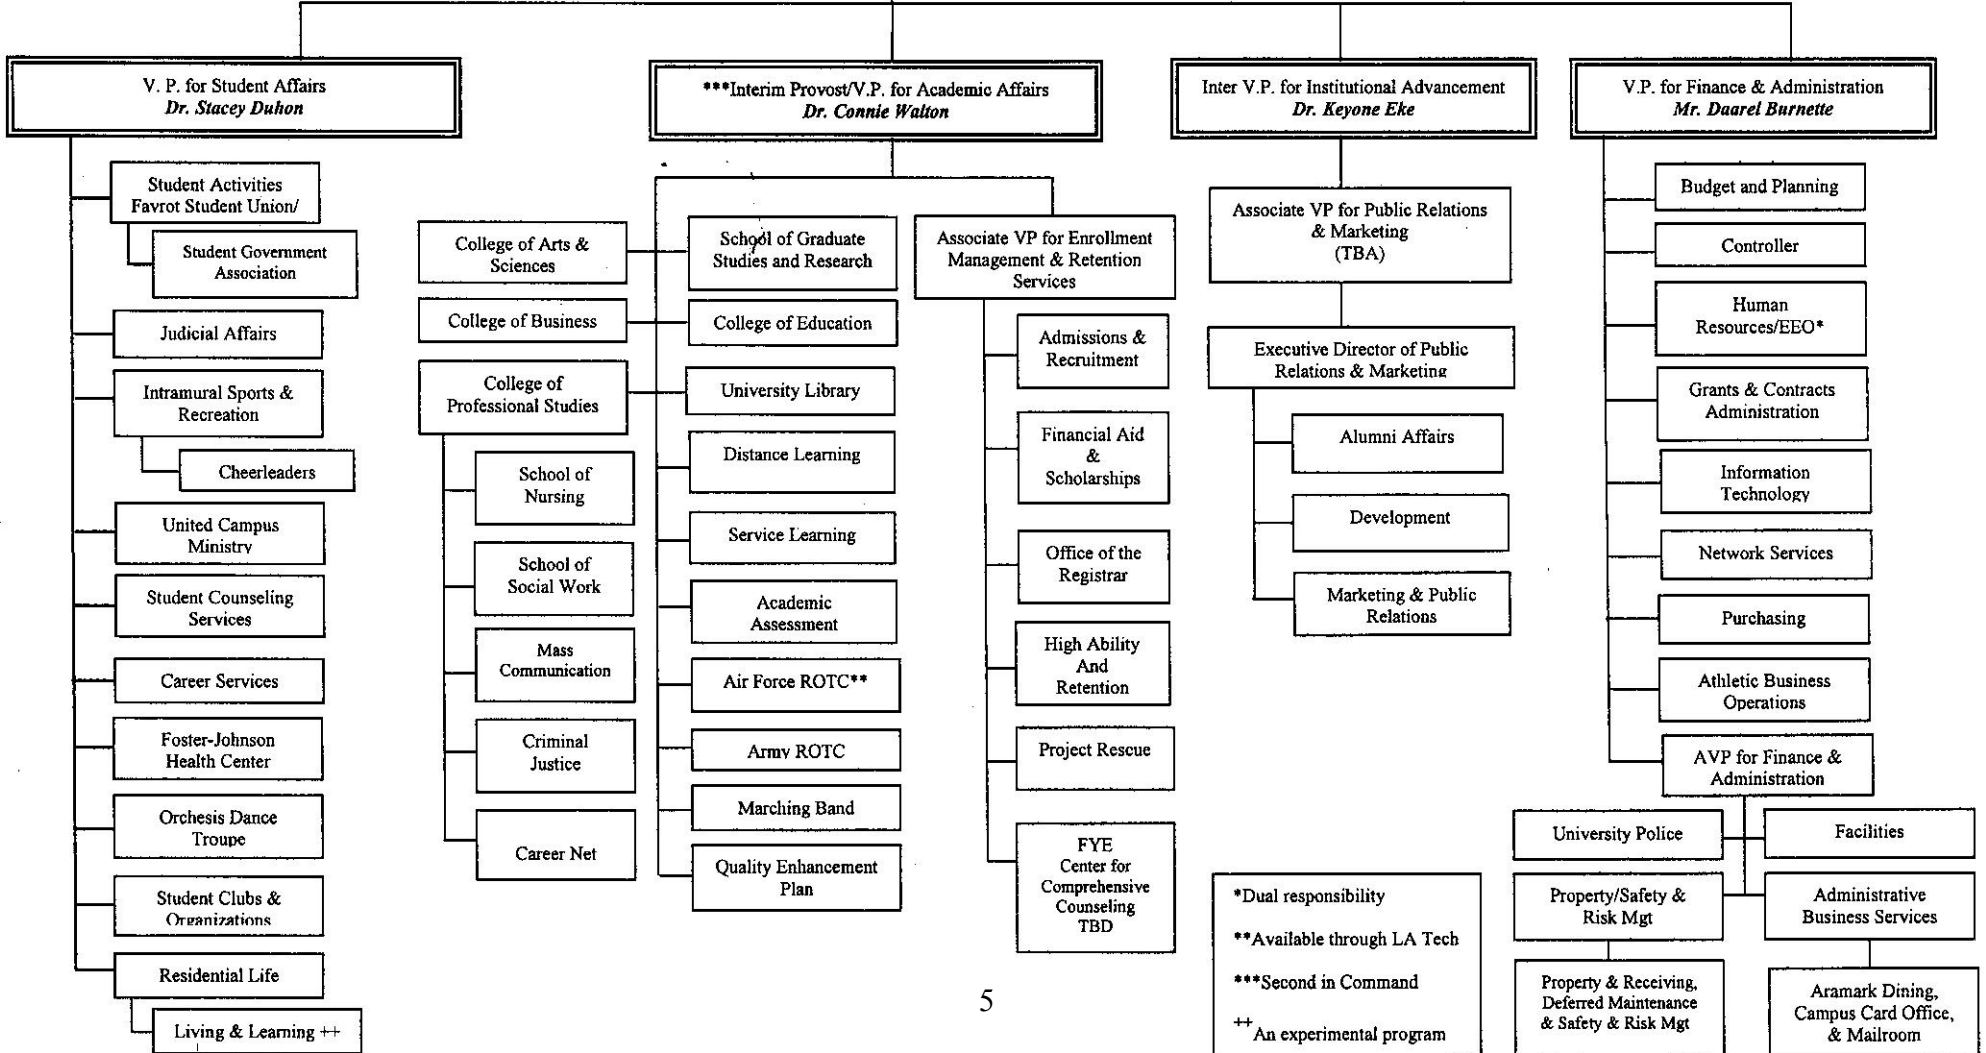 V. P. for Student Affairs
Dr. Stacey Duhon
Student Activities
Favrot Student Union/
Student Government
Association
Judicial Affairs
Intramural Sports &
Recreation
Cheerleaders
United Campus
Ministry
Student Counseling
Services
Career Services
Foster-Johnson
Health Center
Orchesis Dance
Troupe
Student Clubs &
Organizations
Residential Life
Living & Learning ++
***Interim Provost/V.P. for Academic Affairs
Dr. Connie Walton
College of Arts &
Sciences
College of Business
College of
Professional Studies
School of
Nursing
School of
Social Work
Mass
Communication
Criminal
Justice
Career Net
School of Graduate
Studies and Research
College of Education
University Library
Distance Learning
Service Learning
Academic
Assessment
Air Force ROTC**
Army ROTC
Marching Band
Quality Enhancement
Plan
Associate VP for Enrollment
Management & Retention
Services
Admissions &
Recruitment
Financial Aid
&
Scholarships
Office of the
Registrar
High Ability
And
Retention
Project Rescue
FYE
Center for
Comprehensive
Counseling
TBD
Inter V.P. for Institutional Advancement
Dr. Keyone Eke
Associate VP for Public Relations
& Marketing
(TBA)
Executive Director of Public
Relations & Marketing
Alumni Affairs
Development
Marketing & Public
Relations
V.P. for Finance & Administration
Mr. Daarel Burnette
Budget and Planning
Controller
Human
Resources/EEO*
Grants & Contracts
Administration
Information
Technology
Network Services
Purchasing
Athletic Business
Operations
AVP for Finance &
Administration
University Police
Facilities
Property/Safety &
Risk Mgt
Administrative
Business Services
Property & Receiving,
Deferred Maintenance
& Safety & Risk Mgt
Aramark Dining,
Campus Card Office,
& Mailroom
*Dual responsibility
**Available through LA Tech
***Second in Command
++An experimental program
5